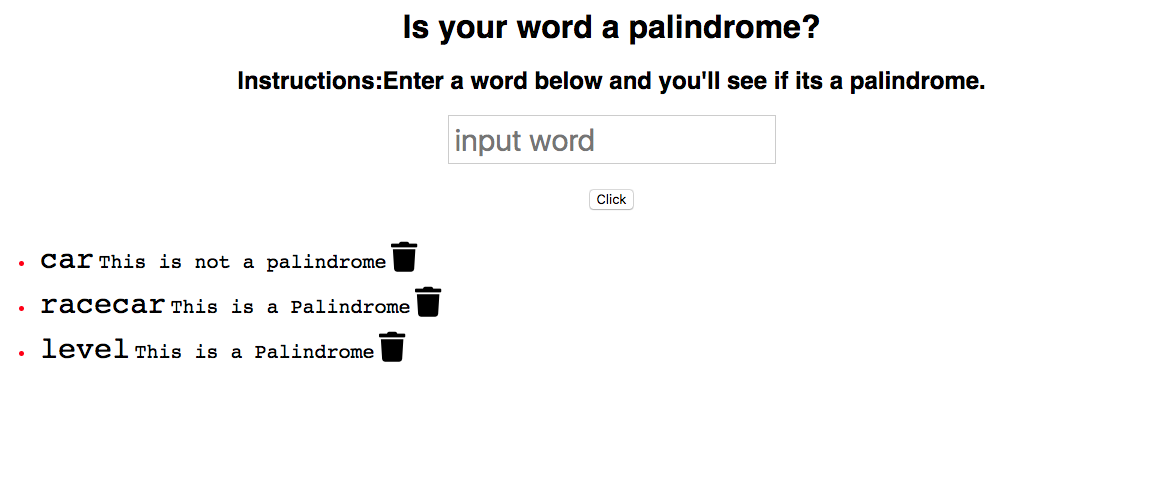 Is your word a palindrome?
Instructions:Enter a word below and you'll see if its a palindrome.
input word
Click
car This is not a palindrome
racecar This is a Palindrome
level This is a Palindrome